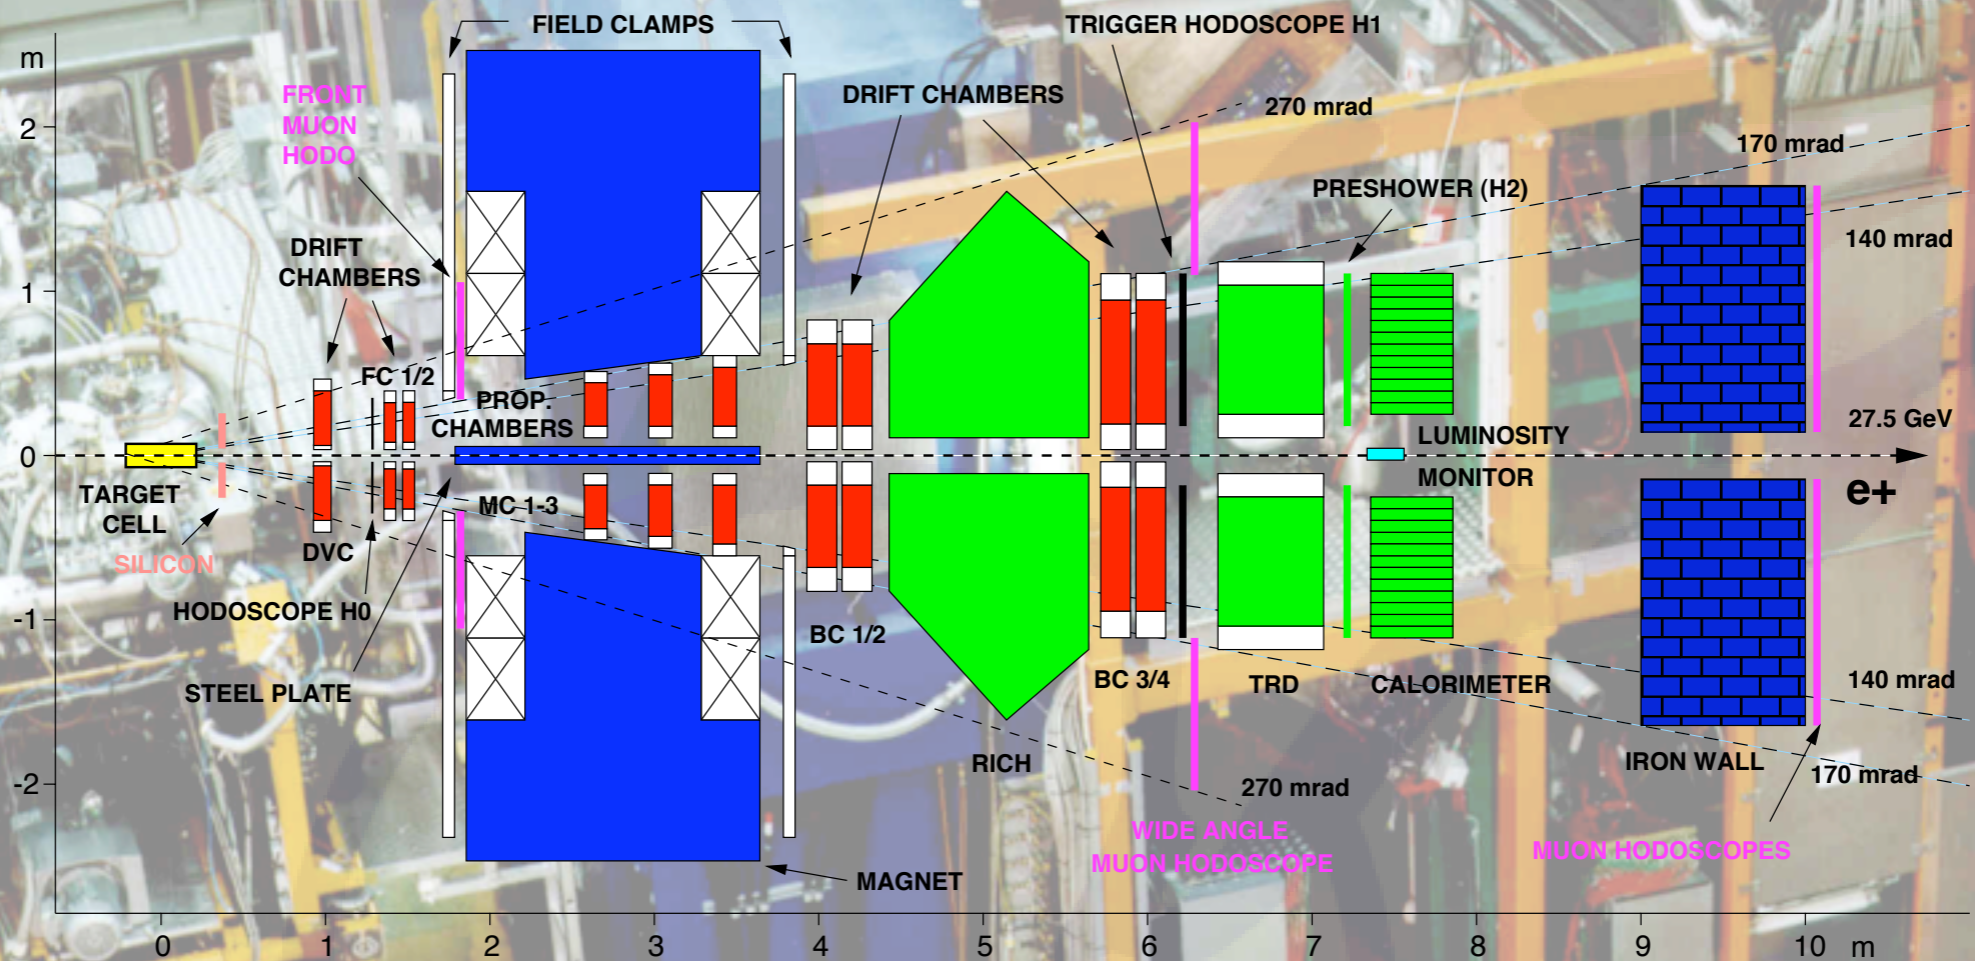 FIELD CLAMPS
TRIGGER HODOSCOPE H1
m
FRONT
MUON
HODO
DRIFT CHAMBERS
270 mrad
2
170 mrad
PRESHOWER (H2)
DRIFT
CHAMBERS
140 mrad
1
FC 1/2
PROP.
CHAMBERS
27.5 GeV
LUMINOSITY
MONITOR
0
e+
TARGET
CELL
MC 1-3
SILICON
DVC
HODOSCOPE H0
-1
BC 1/2
STEEL PLATE
BC 3/4
TRD
CALORIMETER
140 mrad
RICH
IRON WALL
170 mrad
-2
270 mrad
WIDE ANGLE
MUON HODOSCOPE
MUON HODOSCOPES
MAGNET
0 1 2 3 4 5 6 7 8 9 10 m